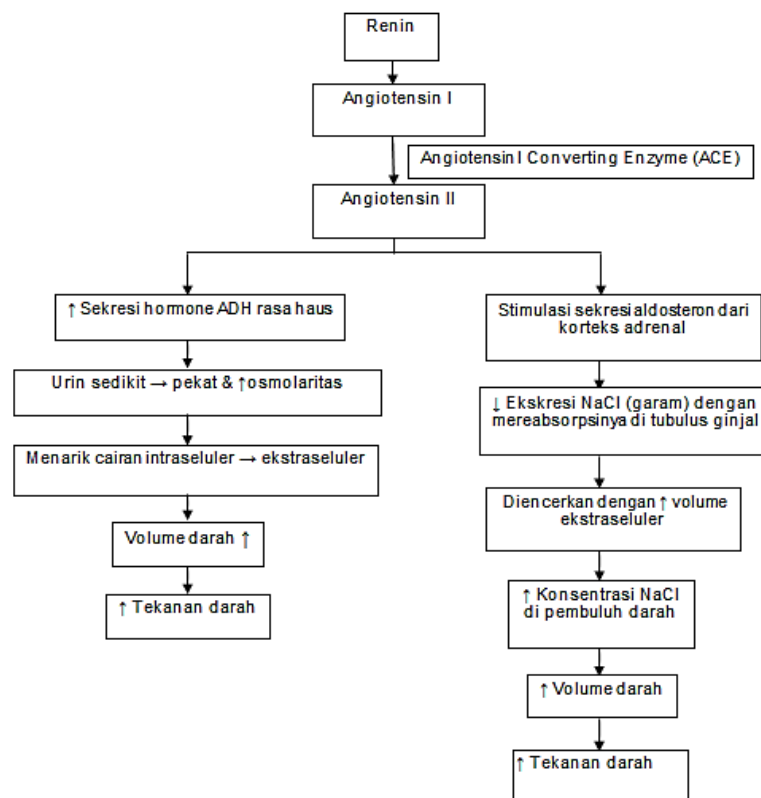 Renin
Angiotensin I
Angiotensin I Converting Enzyme (ACE)
Angiotensin II
↑ Sekresi hormone ADH rasa haus
Urin sedikit → pekat & ↑osmolaritas
Menarik cairan intraseluler → ekstraseluler
Volume darah ↑
↑ Tekanan darah
Stimulasi sekresialdosteron dari
korteks adrenal
↓ Ekskresi NaCl (garam) dengan
mereabsorpsinya di tubulus ginjal
Diencerkan dengan ↑ volume
ekstraseluler
↑ Konsentrasi NaCl
di pembuluh darah
↑ Volume darah
↑ Tekanan darah